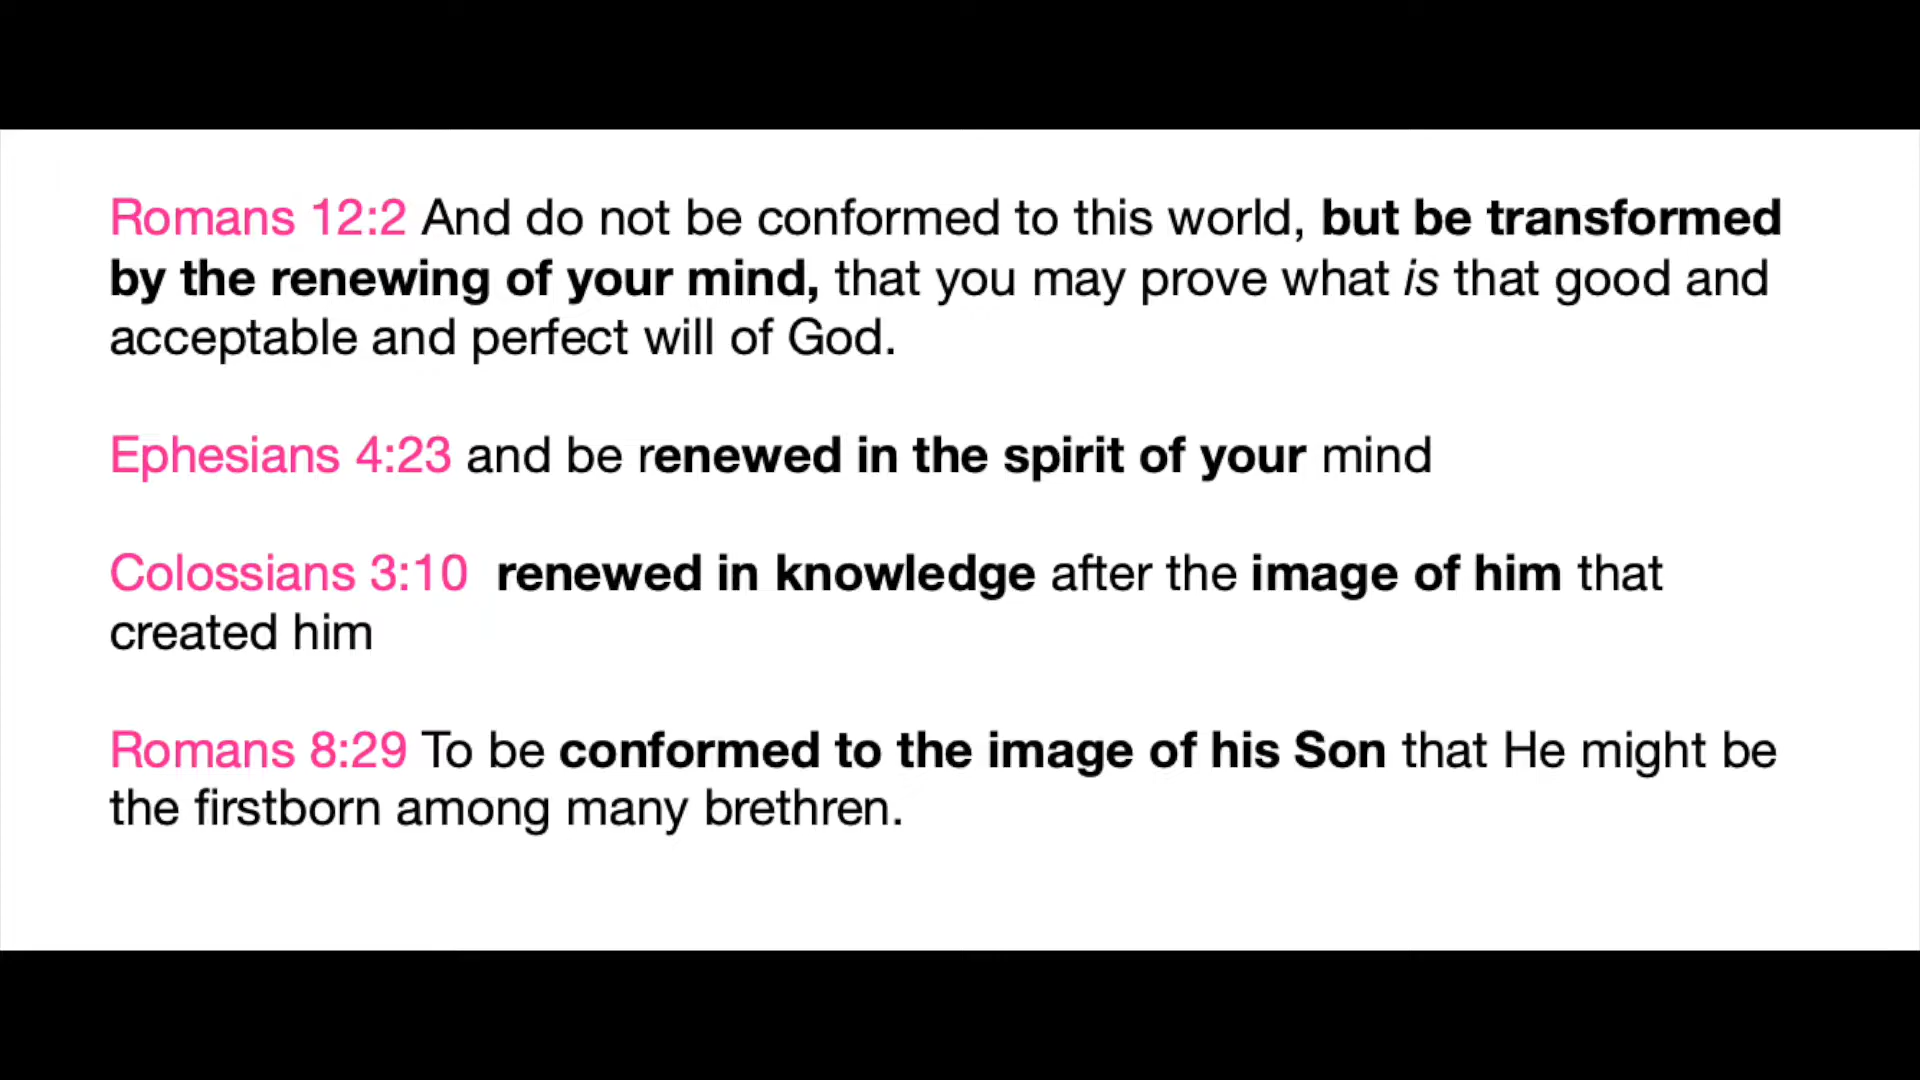 Romans 12:2 And do not be conformed to this world, but be transformed
by the renewing of your mind, that you may prove what is that good and
acceptable and perfect will of God.
Ephesians 4:23 and be renewed in the spirit of your mind
Colossians 3:10 renewed in knowledge after the image of him that
created him
Romans 8:29 To be conformed to the image of his Son that He might be
the firstborn among many brethren.